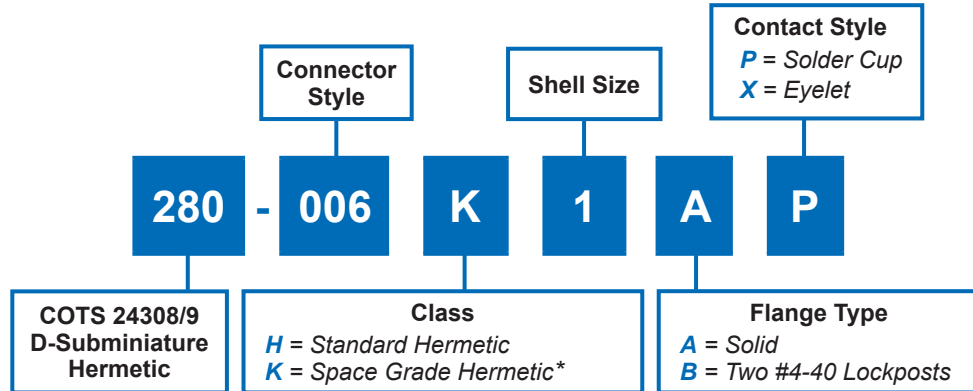 Contact Style
P = Solder Cup
X = Eyelet
Connector
Style
Shell Size
280 - 006 K 1 A P
COTS 24308/9
D-Subminiature
Hermetic
Class
H = Standard Hermetic
K = Space Grade Hermetic*
Flange Type
A = Solid
B = Two #4-40 Lockposts